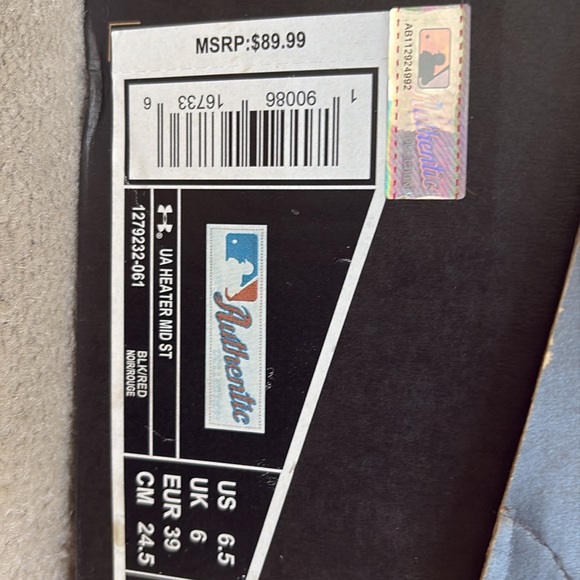 MSRP:$89.99
1 90086 16733 6
AB112924992
Authentic
UA HEATER MID ST
1279232-061
BLK/RED
NOIR/ROUGE
Authentic
US 6.5
UK 6
EUR 39
CM 24.5